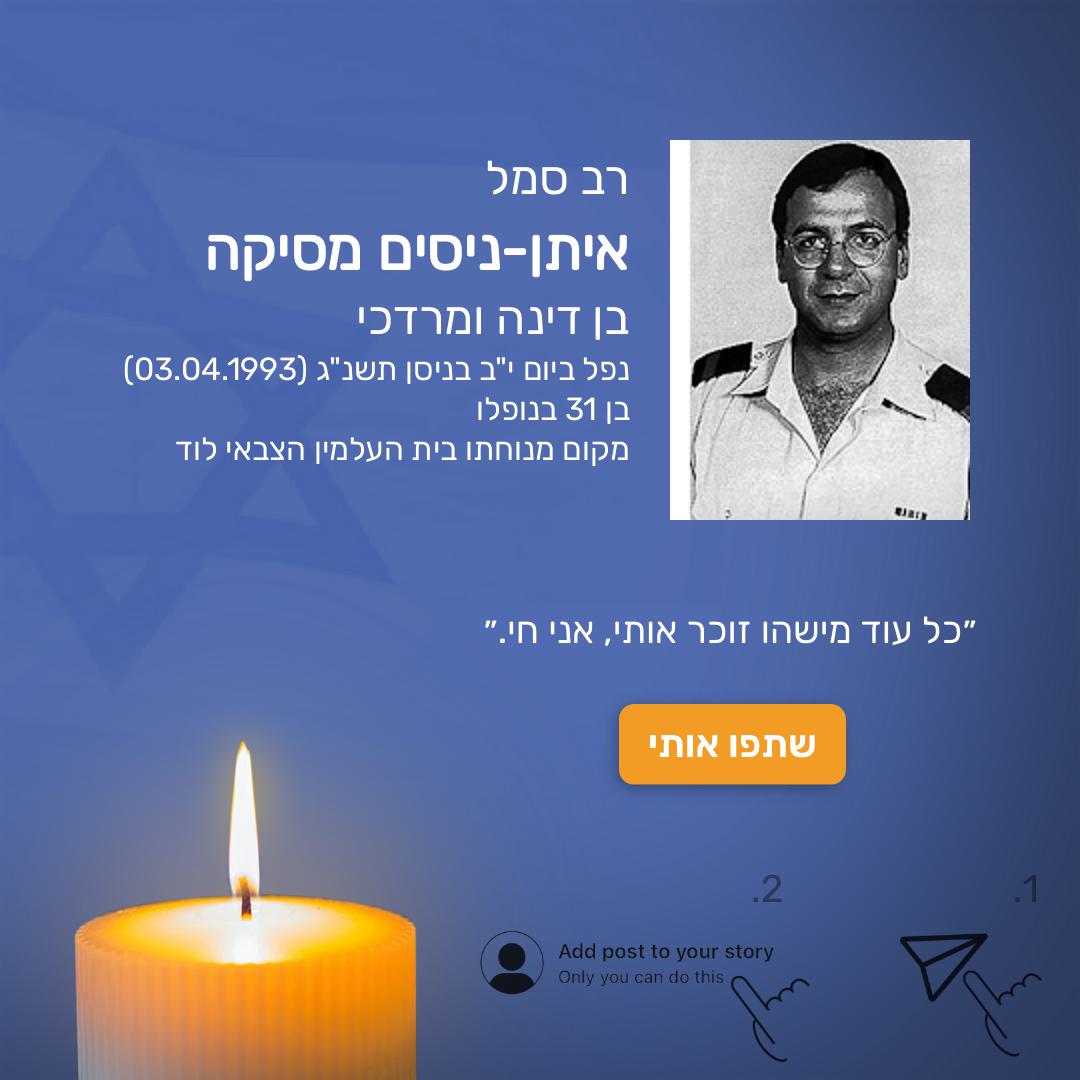 רב סמל
איתן-ניסים מסיקה
בן דינה ומרדכי
נפל ביום י"ב בניסן תשנ"ג (03.04.1993)
בן 31 בנופלו
מקום מנוחתו בית העלמין הצבאי לוד
״כל עוד מישהו זוכר אותי, אני חי.״
שתפו אותי
1.
2.
Add post to your story
Only you can do this